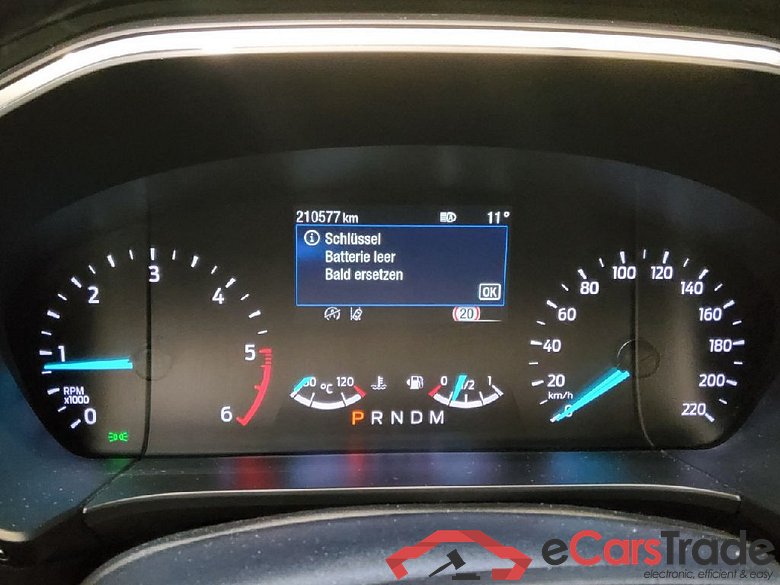 210577 km 11°
Schlüssel
Batterie leer
Bald ersetzen
OK
20
0 1 2 3 4 5 6
RPM
x1000
60 °C 120
0 1/2 1
P R N D M
0 20 40 60 80 100 120 140 160 180 200 220
km/h
eCarsTrade
electronic, efficient & easy